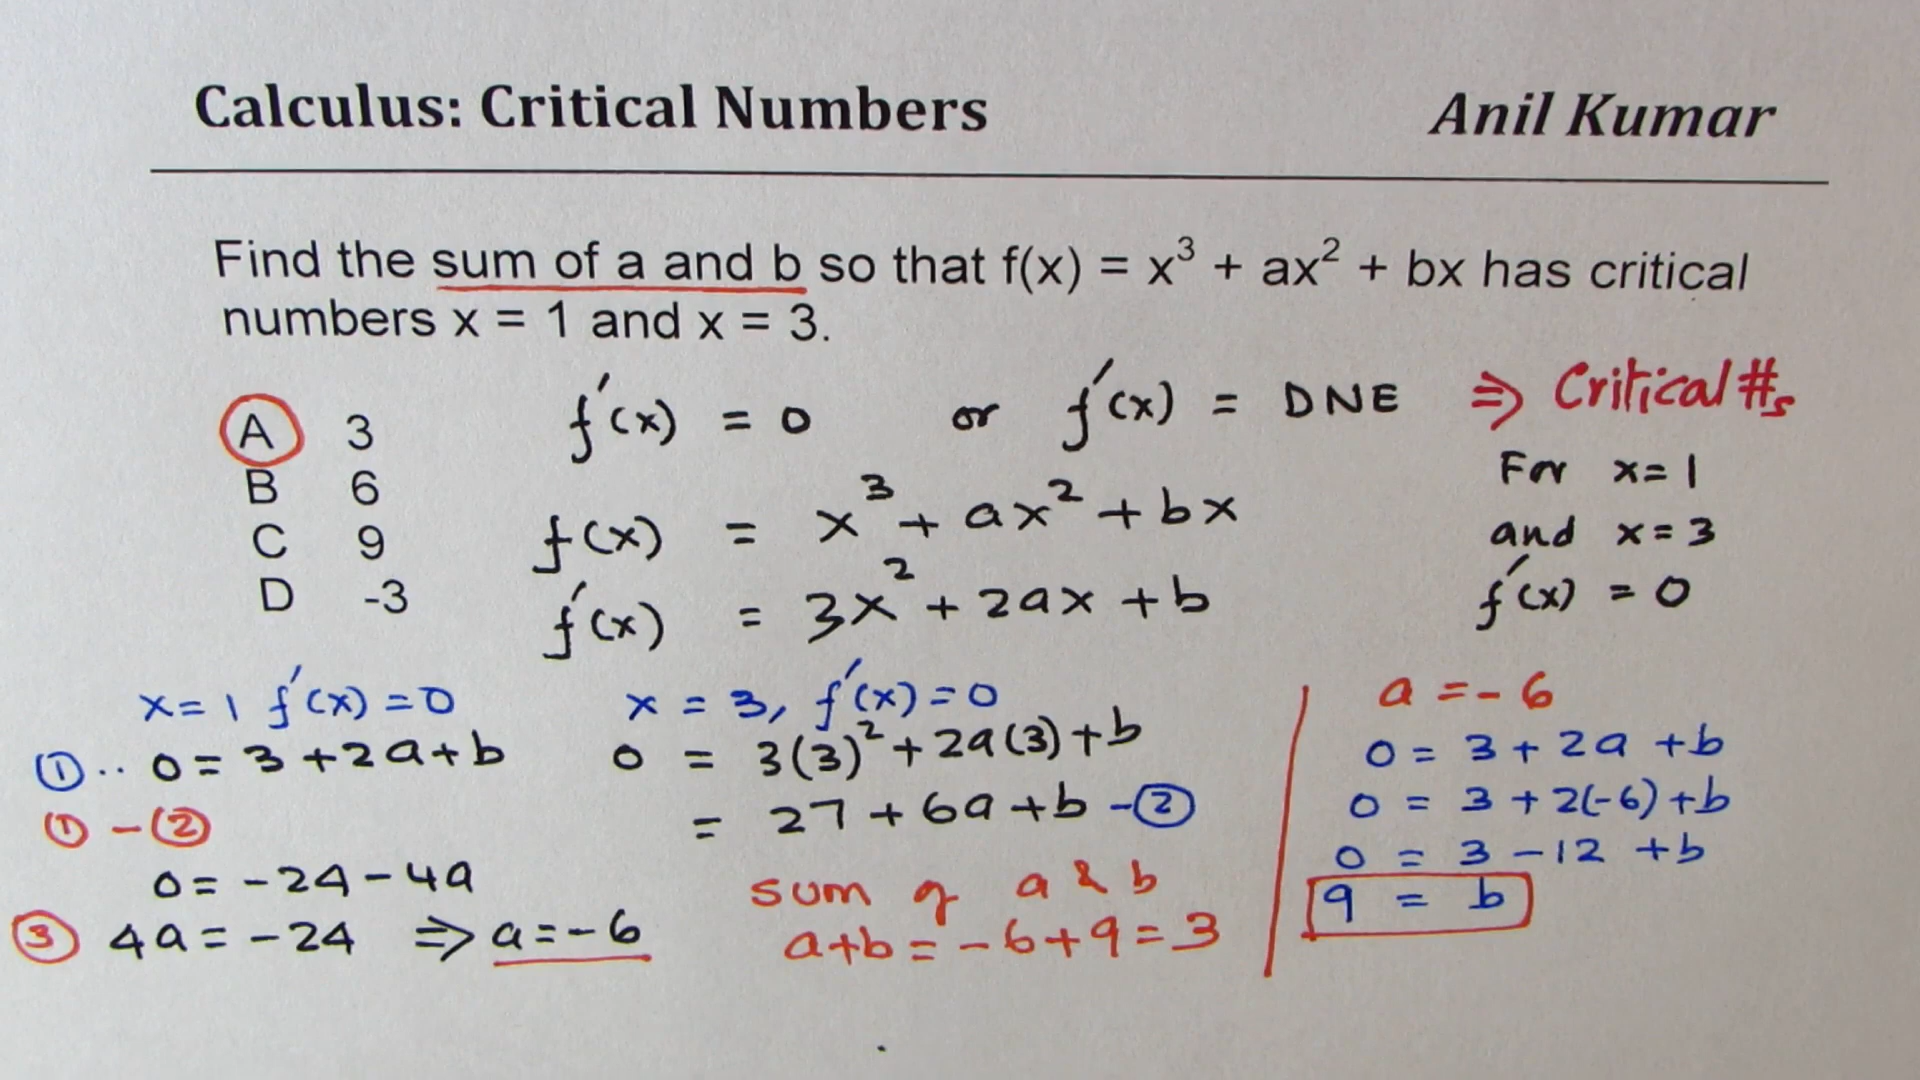 Calculus: Critical Numbers Anil Kumar
Find the sum of a and b so that f(x) = x³ + ax² + bx has critical
numbers x = 1 and x = 3.
A 3
B 6
C 9
D -3
f'(x) = 0 or f'(x) = DNE ⇒ Critical #s
f(x) = x³ + ax² + bx
f'(x) = 3x² + 2ax + b
For x = 1
and x = 3
f'(x) = 0
x = 1 f'(x) = 0
① .. 0 = 3 + 2a + b
① - ②
0 = -24 - 4a
③ 4a = -24 ⇒ a = -6
x = 3, f'(x) = 0
0 = 3(3)² + 2a(3) + b
= 27 + 6a + b - ②
sum of a & b
a+b = -6+9 = 3
a = -6
0 = 3 + 2a + b
0 = 3 + 2(-6) + b
0 = 3 - 12 + b
9 = b